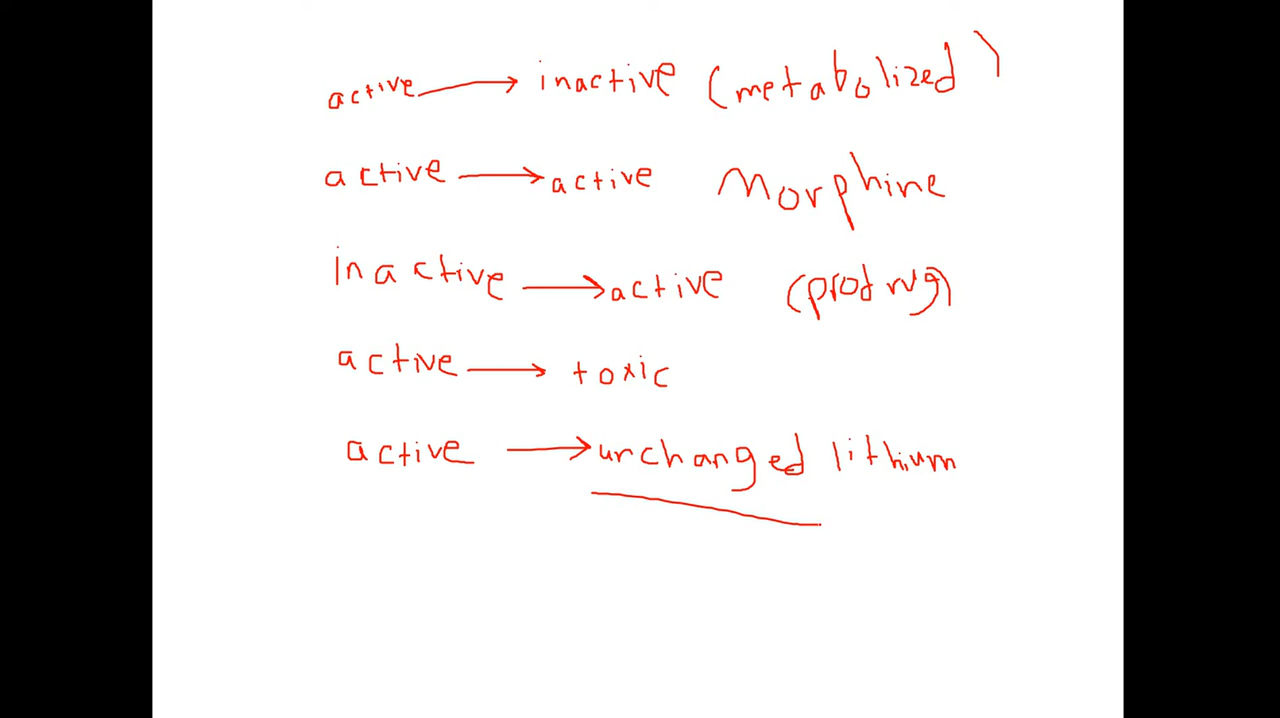 active → inactive (metabolized)
active → active Morphine
inactive → active (prodrug)
active → toxic
active → unchanged lithium